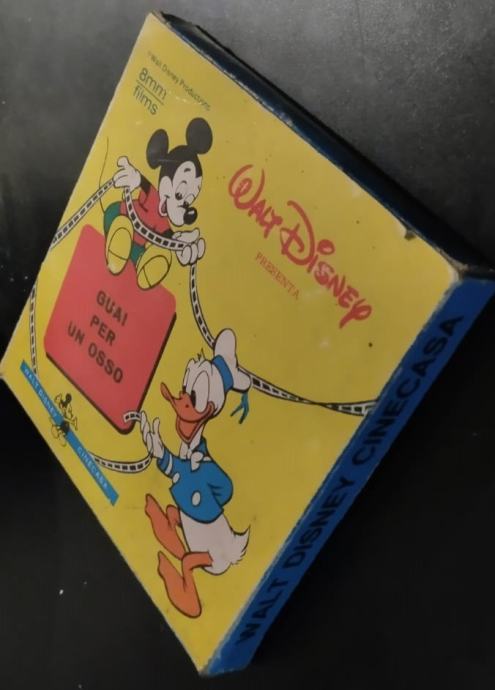 ©Walt Disney Productions
8mm
films
WALT DISNEY
PRESENTA
GUAI
PER
UN OSSO
WALT DISNEY
CINECASA
WALT DISNEY CINECASA